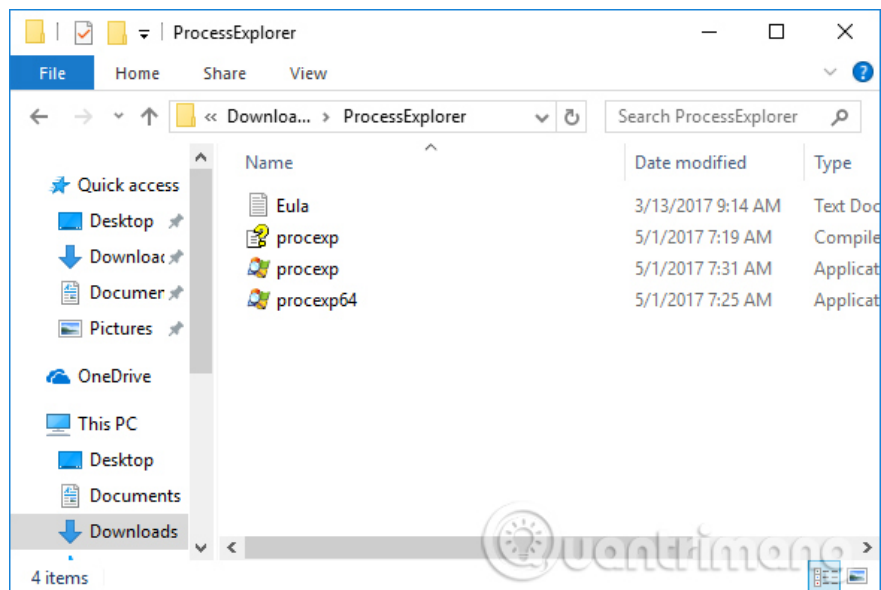 ProcessExplorer
File Home Share View
« Downloa... › ProcessExplorer
Search ProcessExplorer
Name Date modified Type
Quick access
Desktop
Downloac
Documer
Pictures
OneDrive
This PC
Desktop
Documents
Downloads
Eula 3/13/2017 9:14 AM Text Doc
procexp 5/1/2017 7:19 AM Compile
procexp 5/1/2017 7:31 AM Applicat
procexp64 5/1/2017 7:25 AM Applicat
4 items
Quantrimang